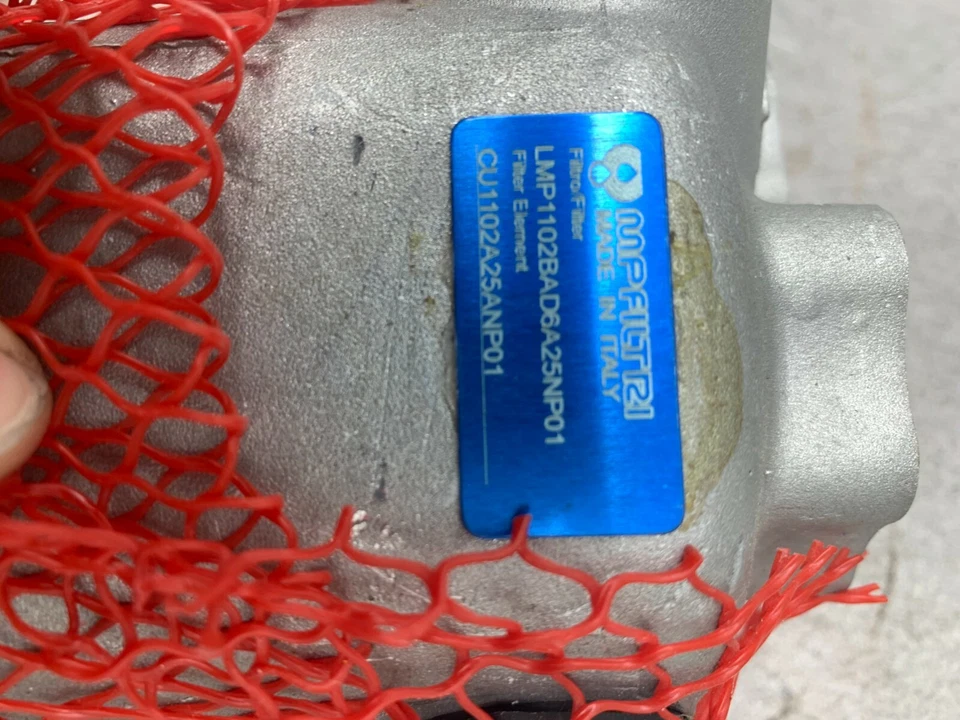 MPFILTRI
MADE IN ITALY
Filtro/Filter
LMP1102BAD6A25NP01
Filter Element
CU1102A25ANP01